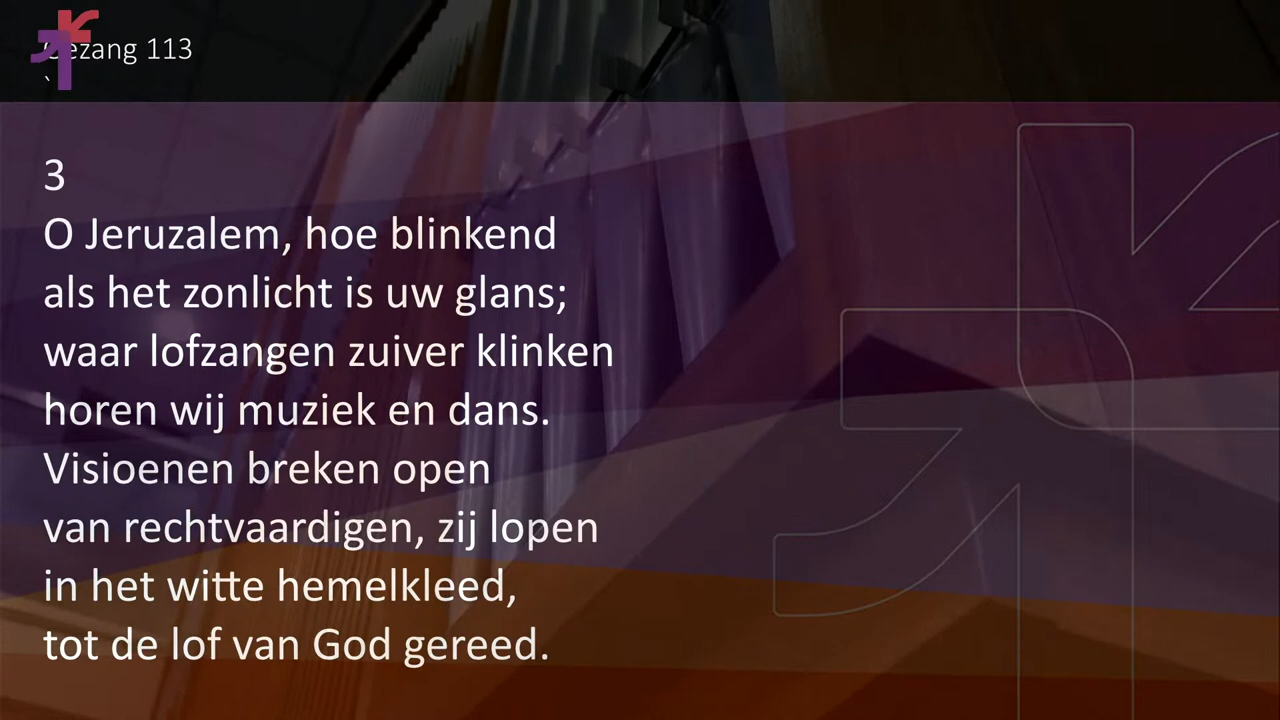 Gezang 113
`
3
O Jeruzalem, hoe blinkend
als het zonlicht is uw glans;
waar lofzangen zuiver klinken
horen wij muziek en dans.
Visioenen breken open
van rechtvaardigen, zij lopen
in het witte hemelkleed,
tot de lof van God gereed.